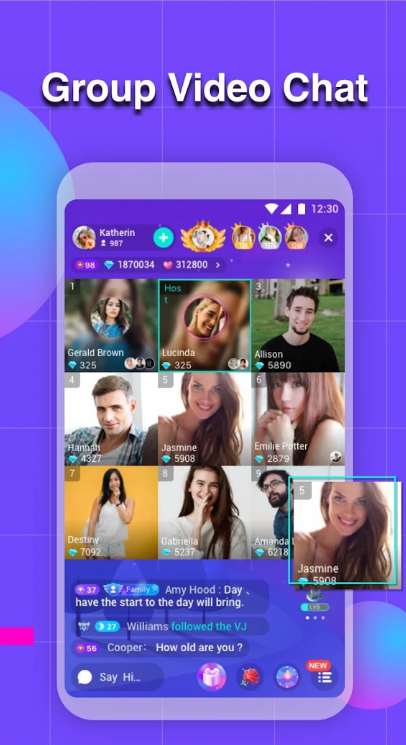 Group Video Chat
12:30
Katherin
987
98 1870034 312800 >
1
Hos
t
3
Gerald Brown
325
Lucinda
325
Allison
5890
4
5
6
Hannah
4327
Jasmine
5908
Emilie Potter
2879
7
8
9
Destiny
7092
Gabriella
5237
Amanda
6218
5
Jasmine
5908
37 Family Amy Hood : Day 、
have the start to the day will bring.
LV5
27 Williams followed the VJ
56 Cooper: How old are you ?
Say Hi...
NEW